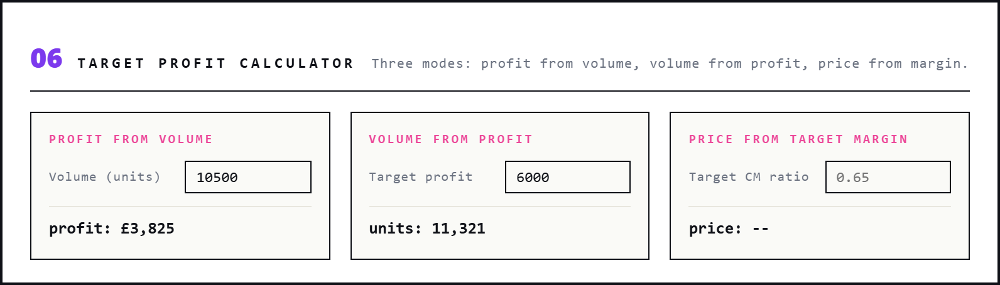 06 TARGET PROFIT CALCULATOR Three modes: profit from volume, volume from profit, price from margin.
PROFIT FROM VOLUME
Volume (units) 10500
profit: £3,825
VOLUME FROM PROFIT
Target profit 6000
units: 11,321
PRICE FROM TARGET MARGIN
Target CM ratio 0.65
price: --